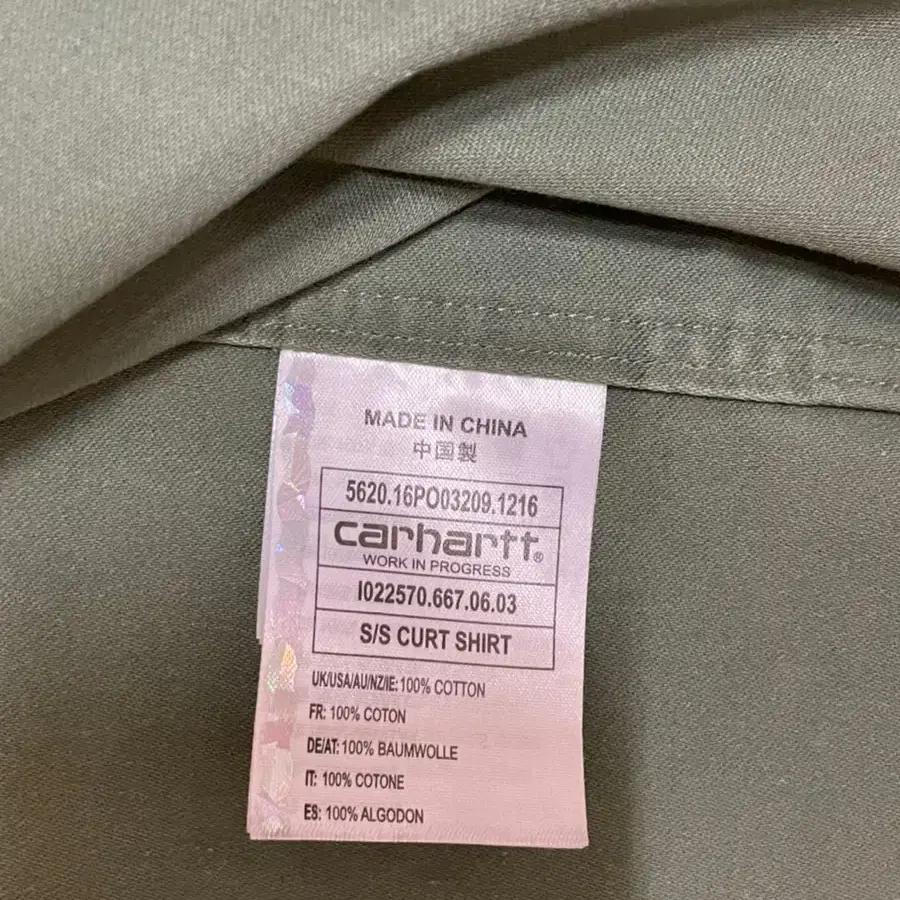 MADE IN CHINA
中国製
5620.16PO03209.1216
carhartt®
WORK IN PROGRESS
I022570.667.06.03
S/S CURT SHIRT
UK/USA/AU/NZ/IE: 100% COTTON
FR: 100% COTON
DE/AT: 100% BAUMWOLLE
IT: 100% COTONE
ES: 100% ALGODON